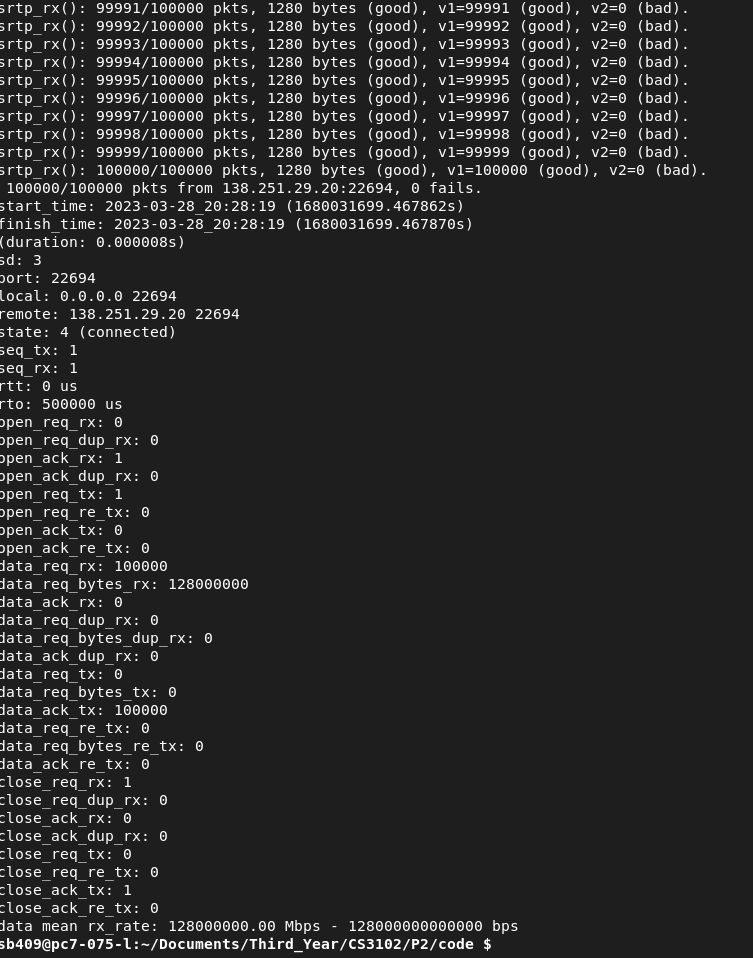 srtp_rx(): 99991/100000 pkts, 1280 bytes (good), v1=99991 (good), v2=0 (bad).
srtp_rx(): 99992/100000 pkts, 1280 bytes (good), v1=99992 (good), v2=0 (bad).
srtp_rx(): 99993/100000 pkts, 1280 bytes (good), v1=99993 (good), v2=0 (bad).
srtp_rx(): 99994/100000 pkts, 1280 bytes (good), v1=99994 (good), v2=0 (bad).
srtp_rx(): 99995/100000 pkts, 1280 bytes (good), v1=99995 (good), v2=0 (bad).
srtp_rx(): 99996/100000 pkts, 1280 bytes (good), v1=99996 (good), v2=0 (bad).
srtp_rx(): 99997/100000 pkts, 1280 bytes (good), v1=99997 (good), v2=0 (bad).
srtp_rx(): 99998/100000 pkts, 1280 bytes (good), v1=99998 (good), v2=0 (bad).
srtp_rx(): 99999/100000 pkts, 1280 bytes (good), v1=99999 (good), v2=0 (bad).
srtp_rx(): 100000/100000 pkts, 1280 bytes (good), v1=100000 (good), v2=0 (bad).
100000/100000 pkts from 138.251.29.20:22694, 0 fails.
start_time: 2023-03-28_20:28:19 (1680031699.467862s)
finish_time: 2023-03-28_20:28:19 (1680031699.467870s)
(duration: 0.000008s)
sd: 3
port: 22694
local: 0.0.0.0 22694
remote: 138.251.29.20 22694
state: 4 (connected)
seq_tx: 1
seq_rx: 1
rtt: 0 us
rto: 500000 us
open_req_rx: 0
open_req_dup_rx: 0
open_ack_rx: 1
open_ack_dup_rx: 0
open_req_tx: 1
open_req_re_tx: 0
open_ack_tx: 0
open_ack_re_tx: 0
data_req_rx: 100000
data_req_bytes_rx: 128000000
data_ack_rx: 0
data_req_dup_rx: 0
data_req_bytes_dup_rx: 0
data_ack_dup_rx: 0
data_req_tx: 0
data_req_bytes_tx: 0
data_ack_tx: 100000
data_req_re_tx: 0
data_req_bytes_re_tx: 0
data_ack_re_tx: 0
close_req_rx: 1
close_req_dup_rx: 0
close_ack_rx: 0
close_ack_dup_rx: 0
close_req_tx: 0
close_req_re_tx: 0
close_ack_tx: 1
close_ack_re_tx: 0
data mean rx_rate: 128000000.00 Mbps - 128000000000000 bps
sb409@pc7-075-l:~/Documents/Third_Year/CS3102/P2/code $